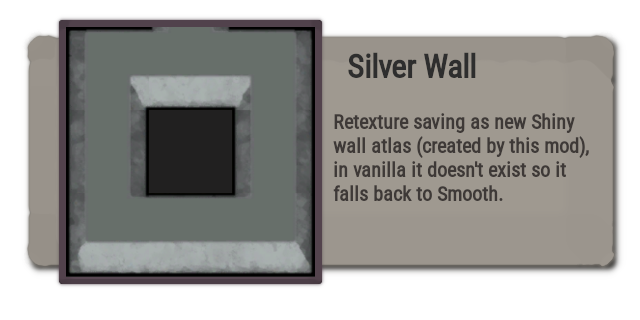 Silver Wall
Retexture saving as new Shiny
wall atlas (created by this mod),
in vanilla it doesn't exist so it
falls back to Smooth.